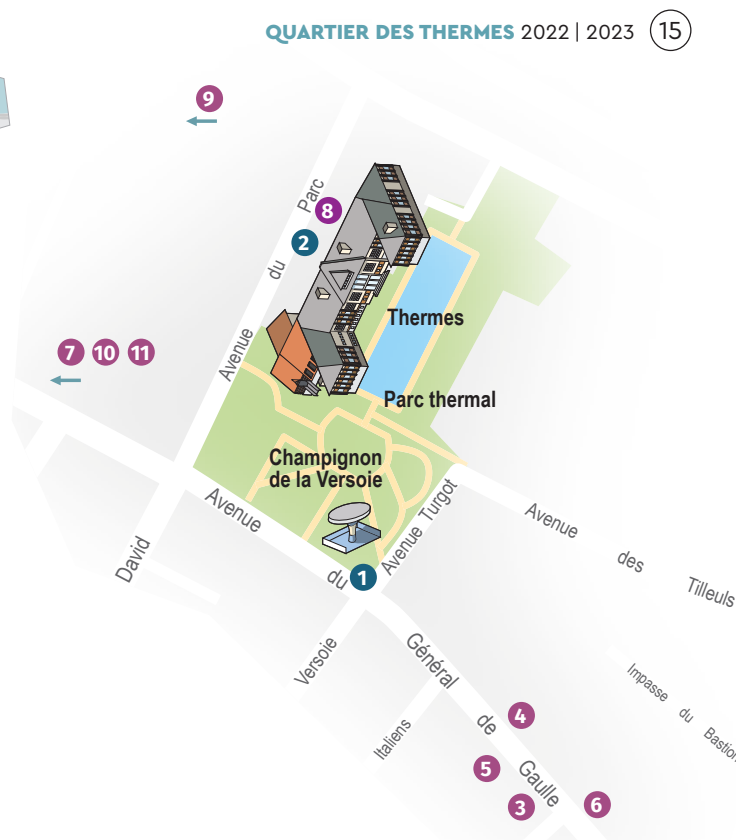 QUARTIER DES THERMES 2022 | 2023 15
9
Avenue du Parc
8
2
7 10 11
Thermes
Parc thermal
Champignon
de la Versoie
Avenue du Général de Gaulle
Avenue Turgot
Avenue des Tilleuls
David
1
Versoie
Italiens
Impasse du Bastion
4
5
3
6